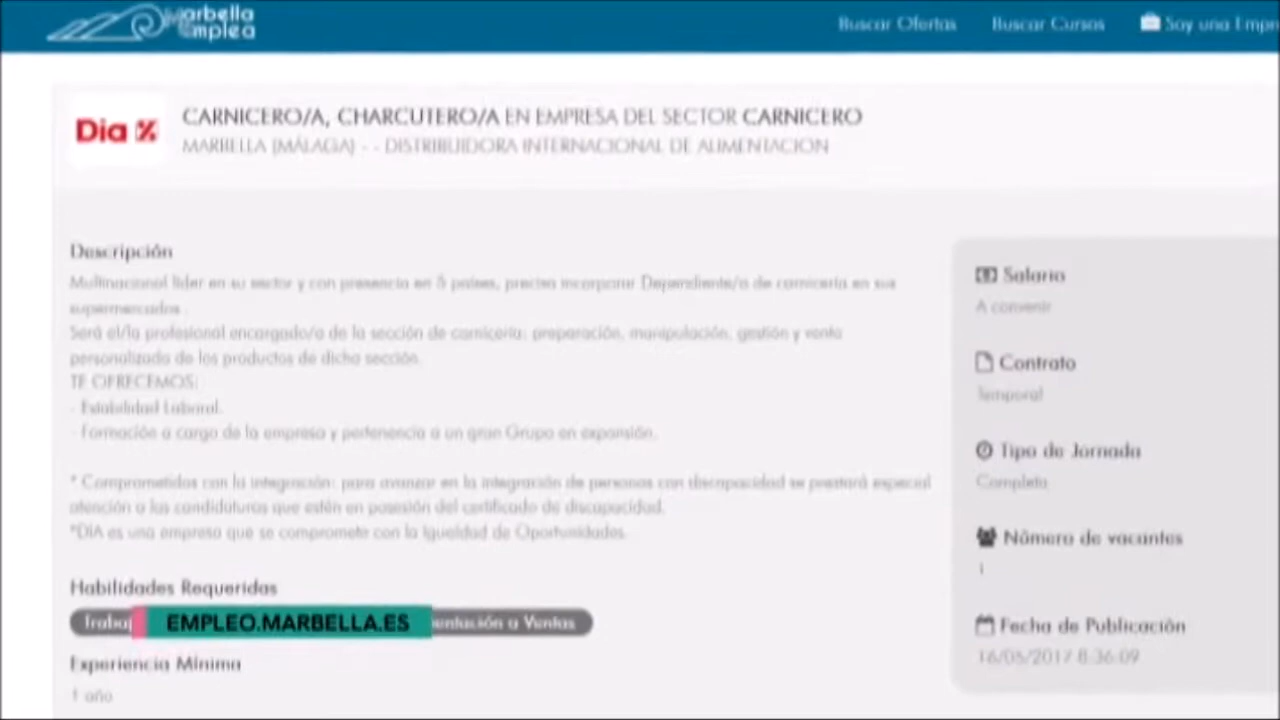 Marbella Emplea
Buscar Ofertas
Buscar Cursos
Soy una Empr
Dia %
CARNICERO/A, CHARCUTERO/A EN EMPRESA DEL SECTOR CARNICERO
MARBELLA (MÁLAGA) - - DISTRIBUIDORA INTERNACIONAL DE ALIMENTACION
Descripción
Multinacional líder en su sector y con presencia en 5 países, precisa incorporar Dependiente/a de carnicería en sus
supermercados.
Será el/la profesional encargado/a de la sección de carnicería: preparación, manipulación, gestión y venta
personalizada de los productos de dicha sección.
TE OFRECEMOS:
- Estabilidad Laboral.
- Formación a cargo de la empresa y pertenencia a un gran Grupo en expansión.
* Comprometidos con la integración: para avanzar en la integración de personas con discapacidad se prestará especial
atención a las candidaturas que estén en posesión del certificado de discapacidad.
*DIA es una empresa que se compromete con la Igualdad de Oportunidades.
Habilidades Requeridas
Trabaj
EMPLEO.MARBELLA.ES
entación a Ventas
Experiencia Mínima
1 año
Salario
A convenir
Contrato
Temporal
Tipo de Jornada
Completa
Número de vacantes
1
Fecha de Publicación
16/05/2017 8:36:09